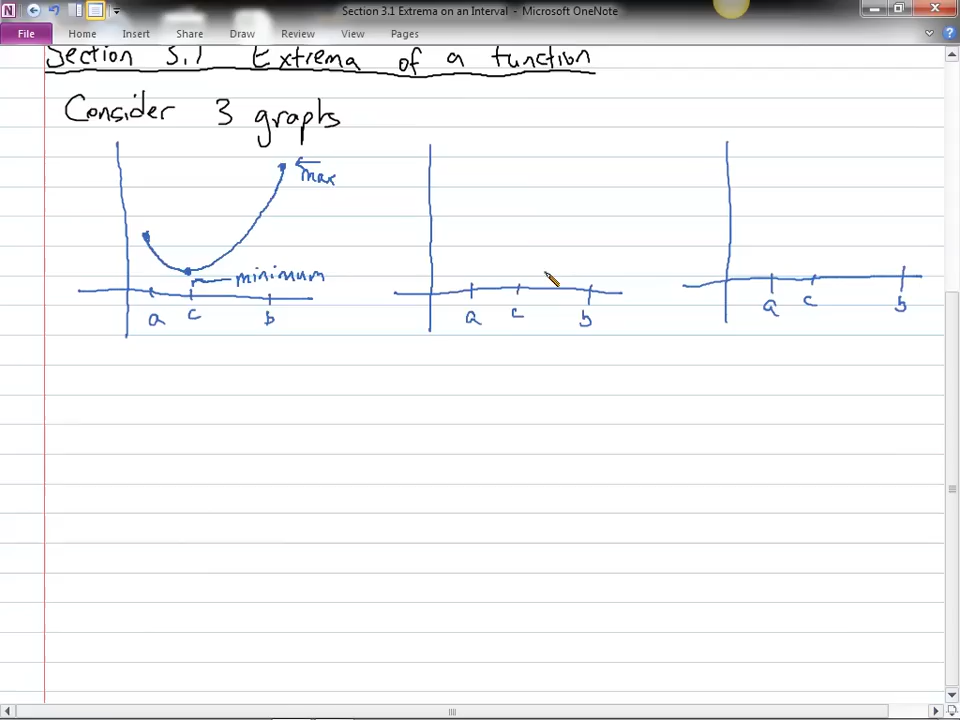 Section 3.1 Extrema on an Interval - Microsoft OneNote
File Home Insert Draw Review View Pages
Section 3.1 Extrema of a function
Consider 3 graphs
max
minimum
a c b
a c b
a c b